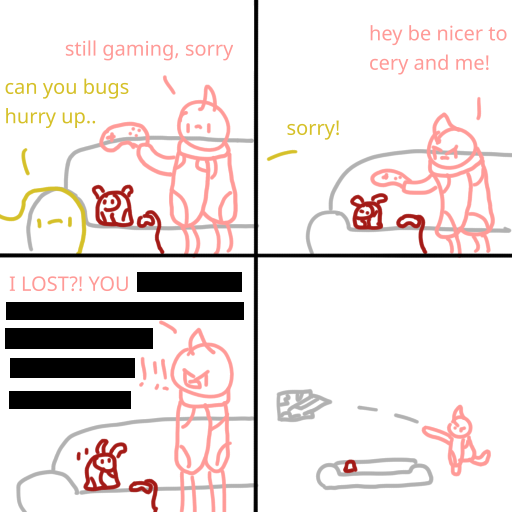 still gaming, sorry
can you bugs
hurry up..
hey be nicer to
cery and me!
sorry!
I LOST?! YOU
!!!